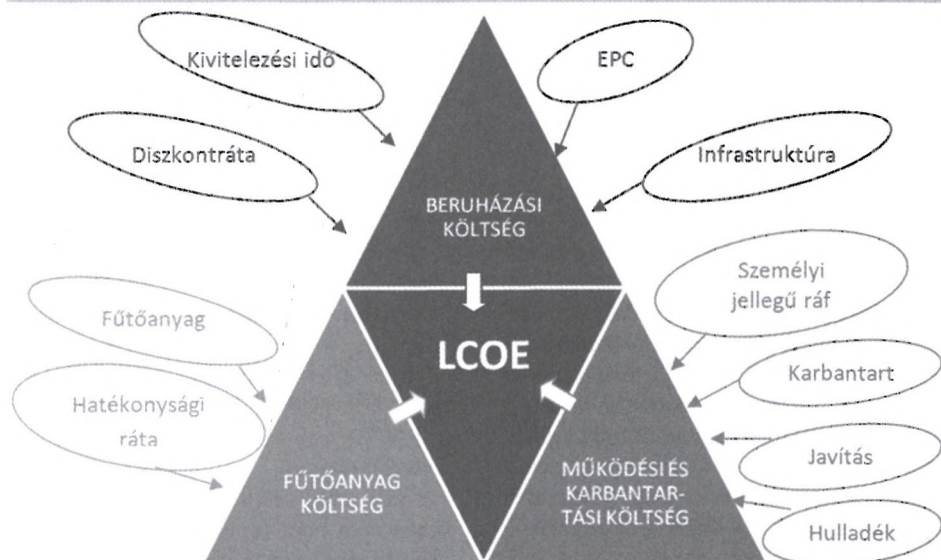 Kivitelezési idő
EPC
Diszkontráta
Infrastruktúra
BERUHÁZÁSI
KÖLTSÉG
Személyi
jellegű ráf
Fűtőanyag
LCOE
Karbantart
Hatékonysági
ráta
Javítás
FŰTŐANYAG
KÖLTSÉG
MŰKÖDÉSI ÉS
KARBANTAR-
TÁSI KÖLTSÉG
Hulladék